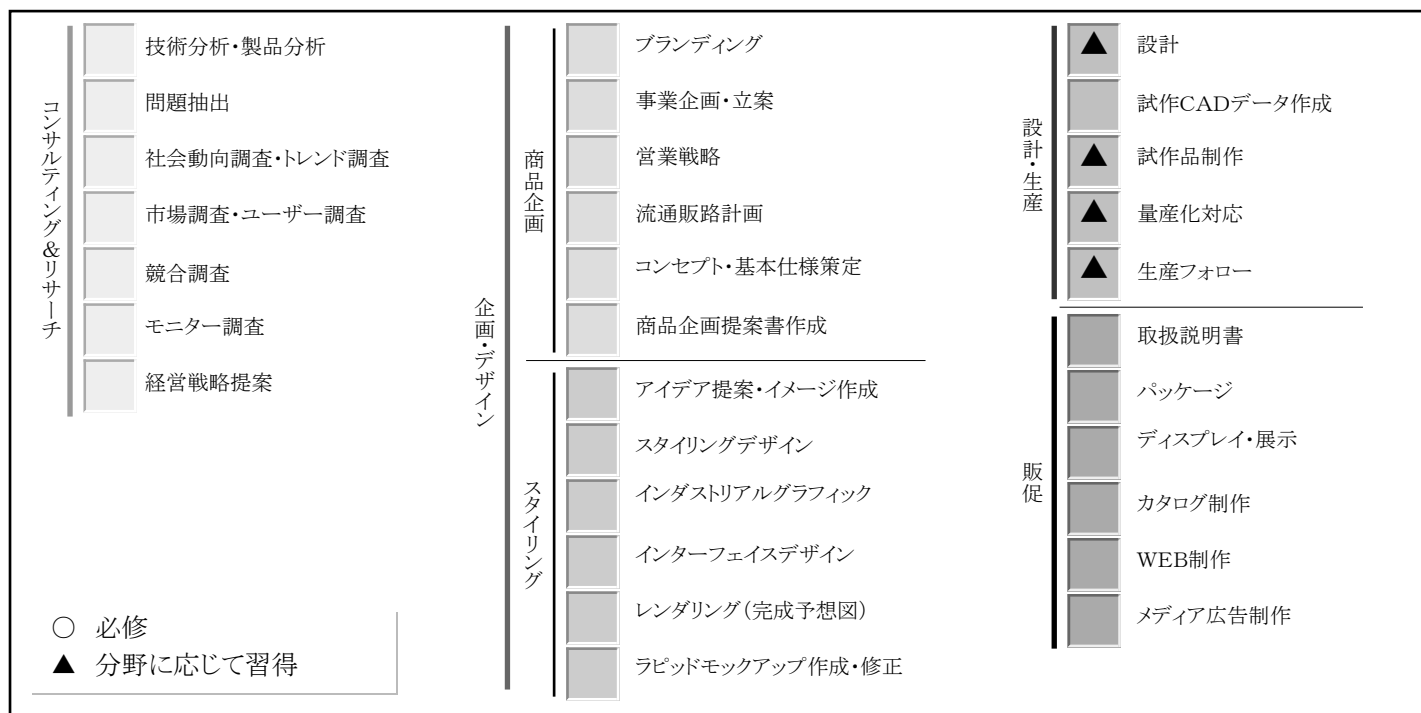 コンサルティング&リサーチ
技術分析・製品分析
問題抽出
社会動向調査・トレンド調査
市場調査・ユーザー調査
競合調査
モニター調査
経営戦略提案
○ 必修
▲ 分野に応じて習得
企画・デザイン
商品企画
ブランディング
事業企画・立案
営業戦略
流通販路計画
コンセプト・基本仕様策定
商品企画提案書作成
スタイリング
アイデア提案・イメージ作成
スタイリングデザイン
インダストリアルグラフィック
インターフェイスデザイン
レンダリング（完成予想図）
ラピッドモックアップ作成・修正
設計・生産
▲ 設計
試作CADデータ作成
▲ 試作品制作
▲ 量産化対応
▲ 生産フォロー
販促
取扱説明書
パッケージ
ディスプレイ・展示
カタログ制作
WEB制作
メディア広告制作